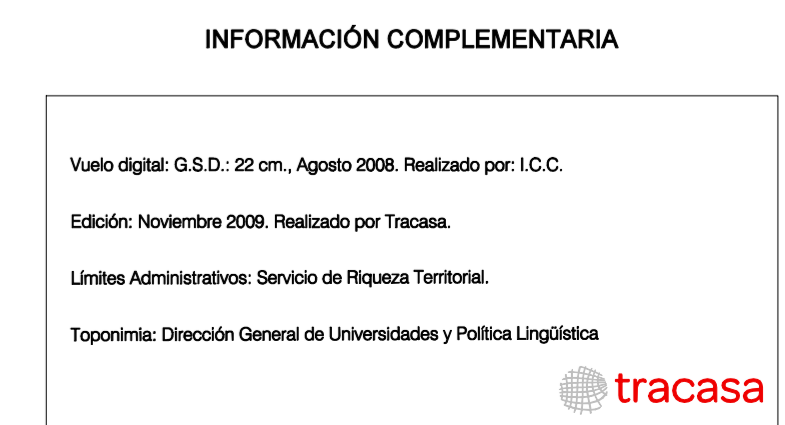 INFORMACIÓN COMPLEMENTARIA
Vuelo digital: G.S.D.: 22 cm., Agosto 2008. Realizado por: I.C.C.
Edición: Noviembre 2009. Realizado por Tracasa.
Límites Administrativos: Servicio de Riqueza Territorial.
Toponimia: Dirección General de Universidades y Política Lingüística
tracasa